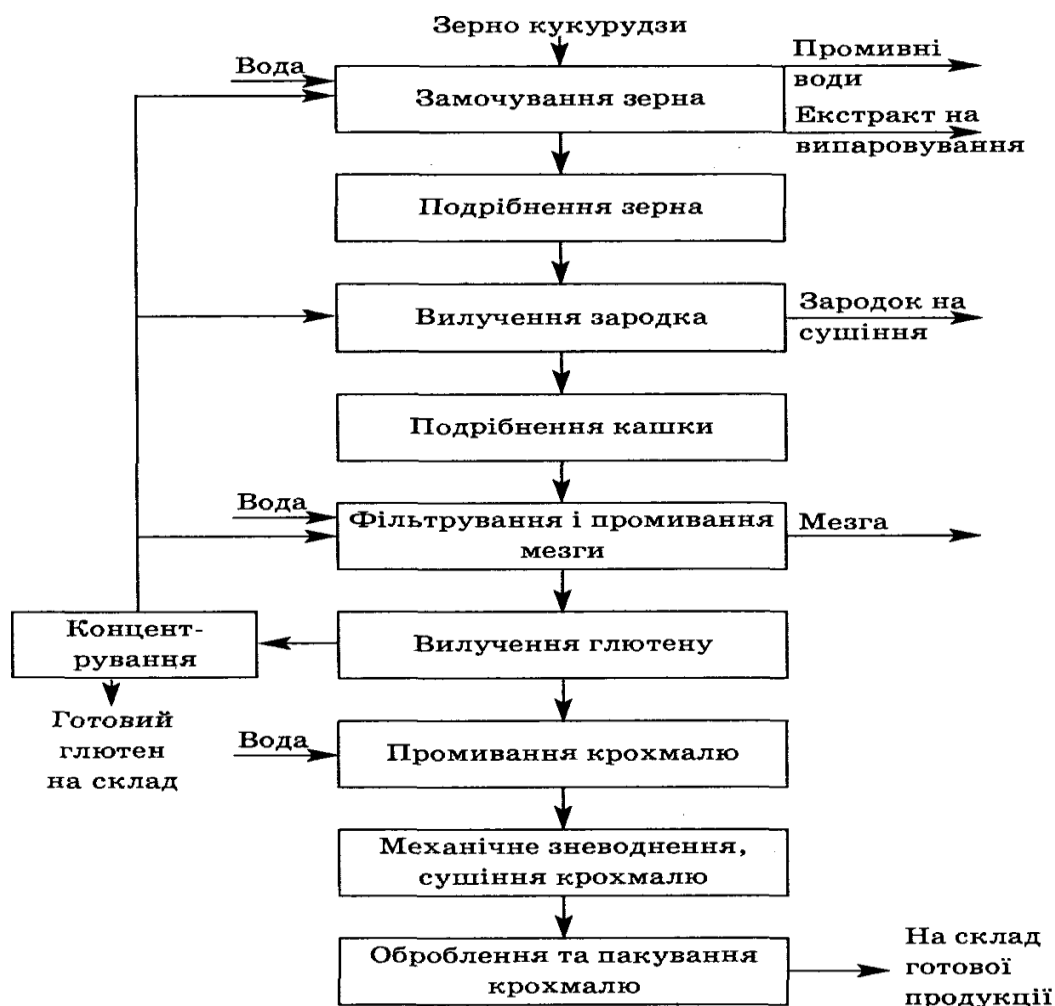 Зерно кукурудзи
Вода
Замочування зерна
Промивні
води
Екстракт на
випаровування
Подрібнення зерна
Вилучення зародка
Зародок на
сушіння
Подрібнення кашки
Вода
Фільтрування і промивання
мезги
Мезга
Концент-
рування
Вилучення глютену
Готовий
глютен
на склад
Вода
Промивання крохмалю
Механічне зневоднення,
сушіння крохмалю
Оброблення та пакування
крохмалю
На склад
готової
продукції